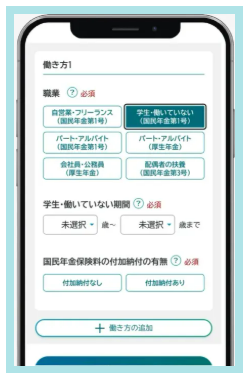 働き方1
職業 ? 必須
自営業・フリーランス
（国民年金第1号）
学生・働いていない
（国民年金第1号）
パート・アルバイト
（国民年金第1号）
パート・アルバイト
（厚生年金）
会社員・公務員
（厚生年金）
配偶者の扶養
（国民年金第3号）
学生・働いていない期間 ? 必須
未選択 歳〜 未選択 歳まで
国民年金保険料の付加納付の有無 ? 必須
付加納付なし 付加納付あり
＋ 働き方の追加